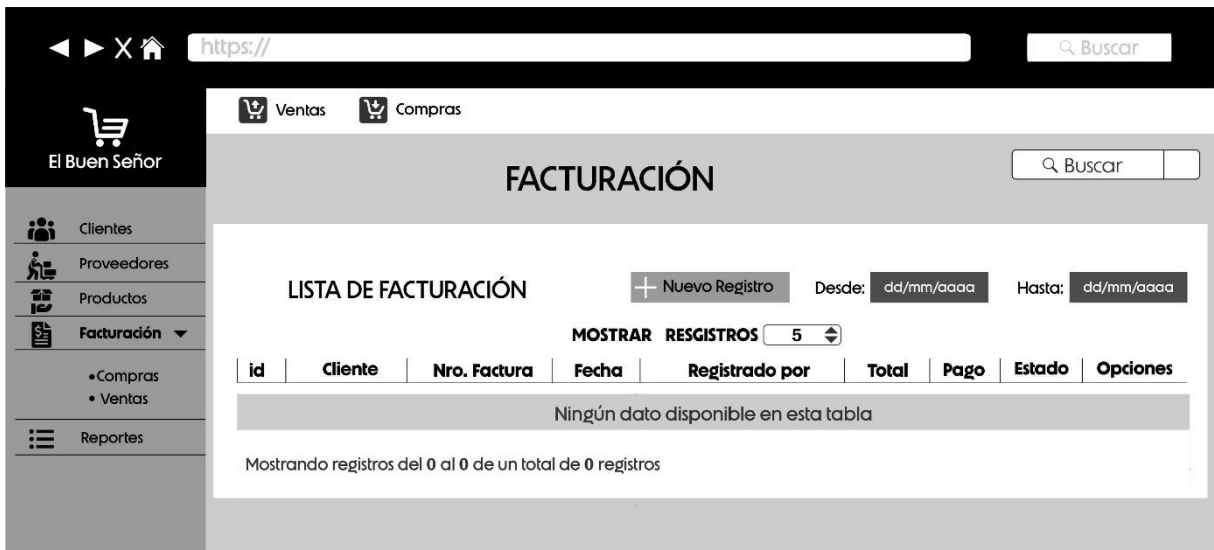 https://
Buscar
El Buen Señor
Ventas Compras
FACTURACIÓN
Buscar
Clientes
Proveedores
Productos
Facturación
•Compras
• Ventas
Reportes
LISTA DE FACTURACIÓN
Nuevo Registro
Desde: dd/mm/aaaa
Hasta: dd/mm/aaaa
MOSTRAR RESGISTROS 5
id Cliente Nro. Factura Fecha Registrado por Total Pago Estado Opciones
Ningún dato disponible en esta tabla
Mostrando registros del 0 al 0 de un total de 0 registros